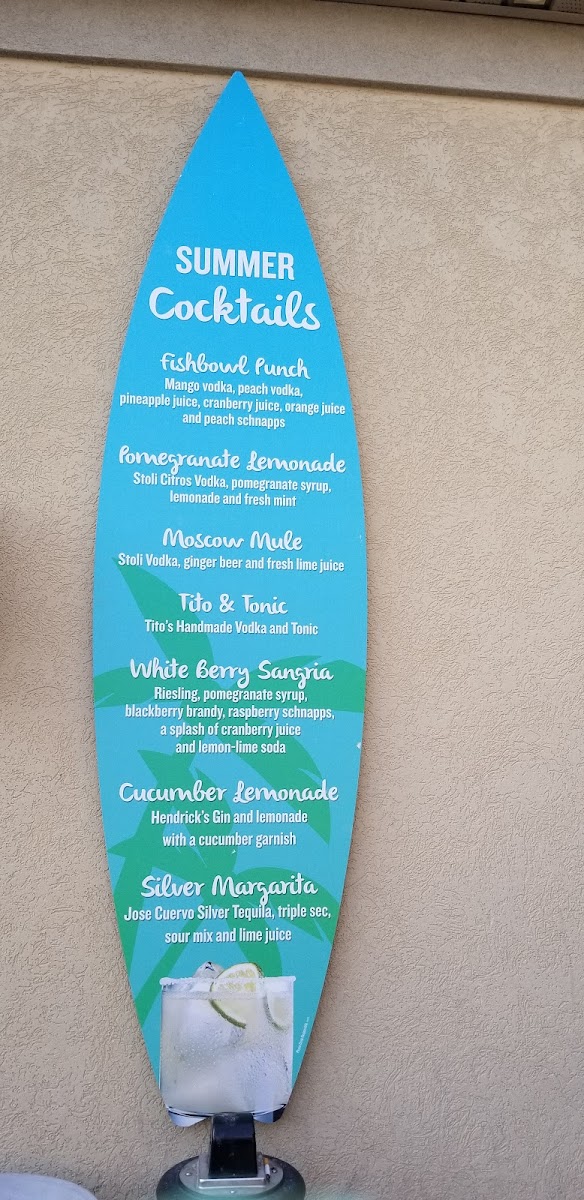 SUMMER
Cocktails
Fishbowl Punch
Mango vodka, peach vodka,
pineapple juice, cranberry juice, orange juice
and peach schnapps
Pomegranate Lemonade
Stoli Citros Vodka, pomegranate syrup,
lemonade and fresh mint
Moscow Mule
Stoli Vodka, ginger beer and fresh lime juice
Tito & Tonic
Tito's Handmade Vodka and Tonic
White Berry Sangria
Riesling, pomegranate syrup,
blackberry brandy, raspberry schnapps,
a splash of cranberry juice
and lemon-lime soda
Cucumber Lemonade
Hendrick's Gin and lemonade
with a cucumber garnish
Silver Margarita
Jose Cuervo Silver Tequila, triple sec,
sour mix and lime juice